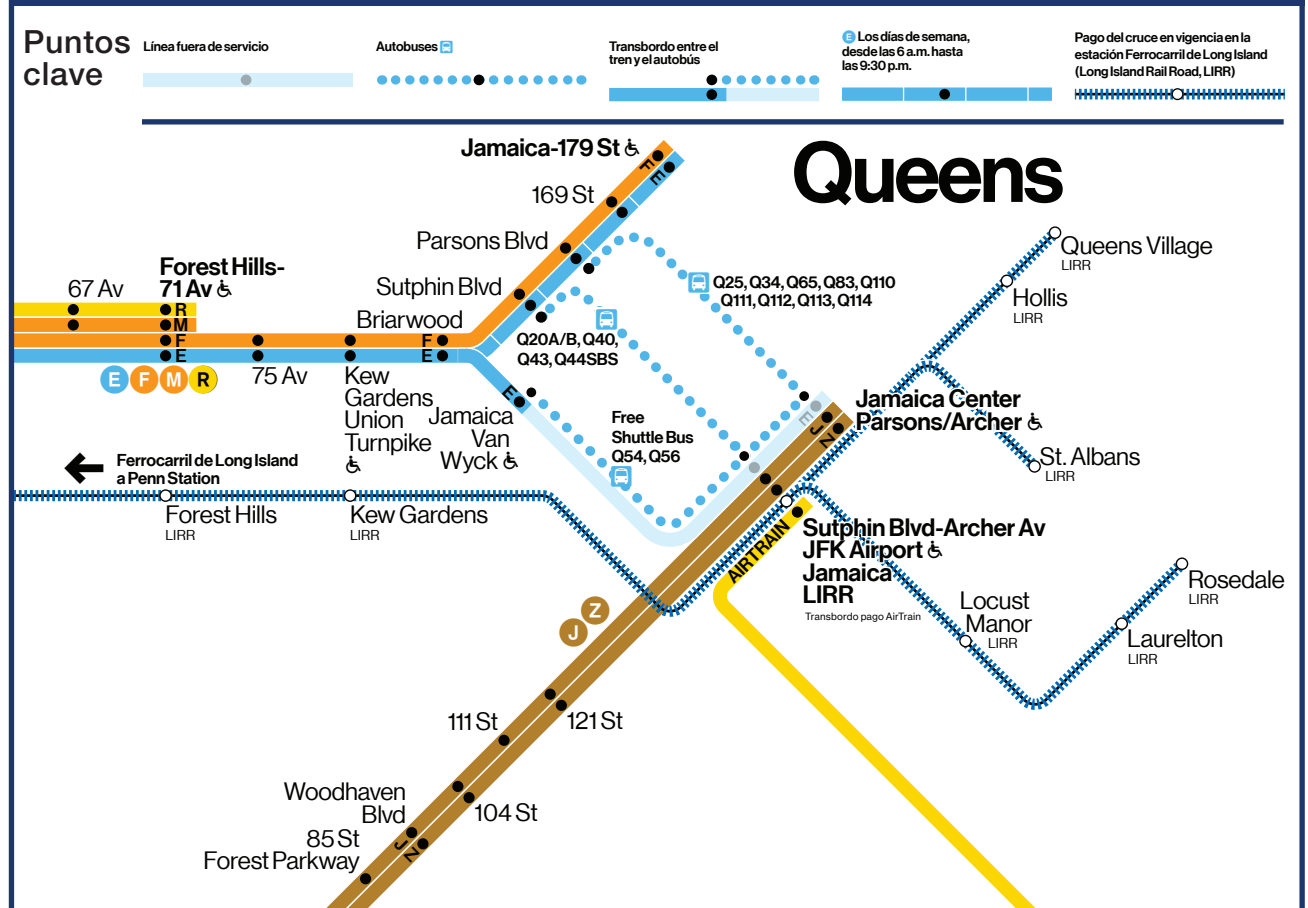 Puntos
clave
Línea fuera de servicio
Autobuses
Transbordo entre el
tren y el autobús
E Los días de semana,
desde las 6 a.m. hasta
las 9:30 p.m.
Pago del cruce en vigencia en la
estación Ferrocarril de Long Island
(Long Island Rail Road, LIRR)
Queens
Jamaica-179 St
F
E
169 St
Parsons Blvd
Sutphin Blvd
Briarwood
F
E
67 Av
Forest Hills-
71 Av
R
M
F
E
E F M R
75 Av
Kew
Gardens
Union
Turnpike
E
Jamaica
Van
Wyck
Q20A/B, Q40,
Q43, Q44SBS
Q25, Q34, Q65, Q83, Q110
Q111, Q112, Q113, Q114
Free
Shuttle Bus
Q54, Q56
Queens Village
LIRR
Hollis
LIRR
E
J
Z
Jamaica Center
Parsons/Archer
St. Albans
LIRR
Ferrocarril de Long Island
a Penn Station
Forest Hills
LIRR
Kew Gardens
LIRR
AIRTRAIN
Sutphin Blvd-Archer Av
JFK Airport
Jamaica
LIRR
Transbordo pago AirTrain
Locust
Manor
LIRR
Rosedale
LIRR
Laurelton
LIRR
Z
J
111 St
121 St
Woodhaven
Blvd
104 St
J
Z
85 St
Forest Parkway